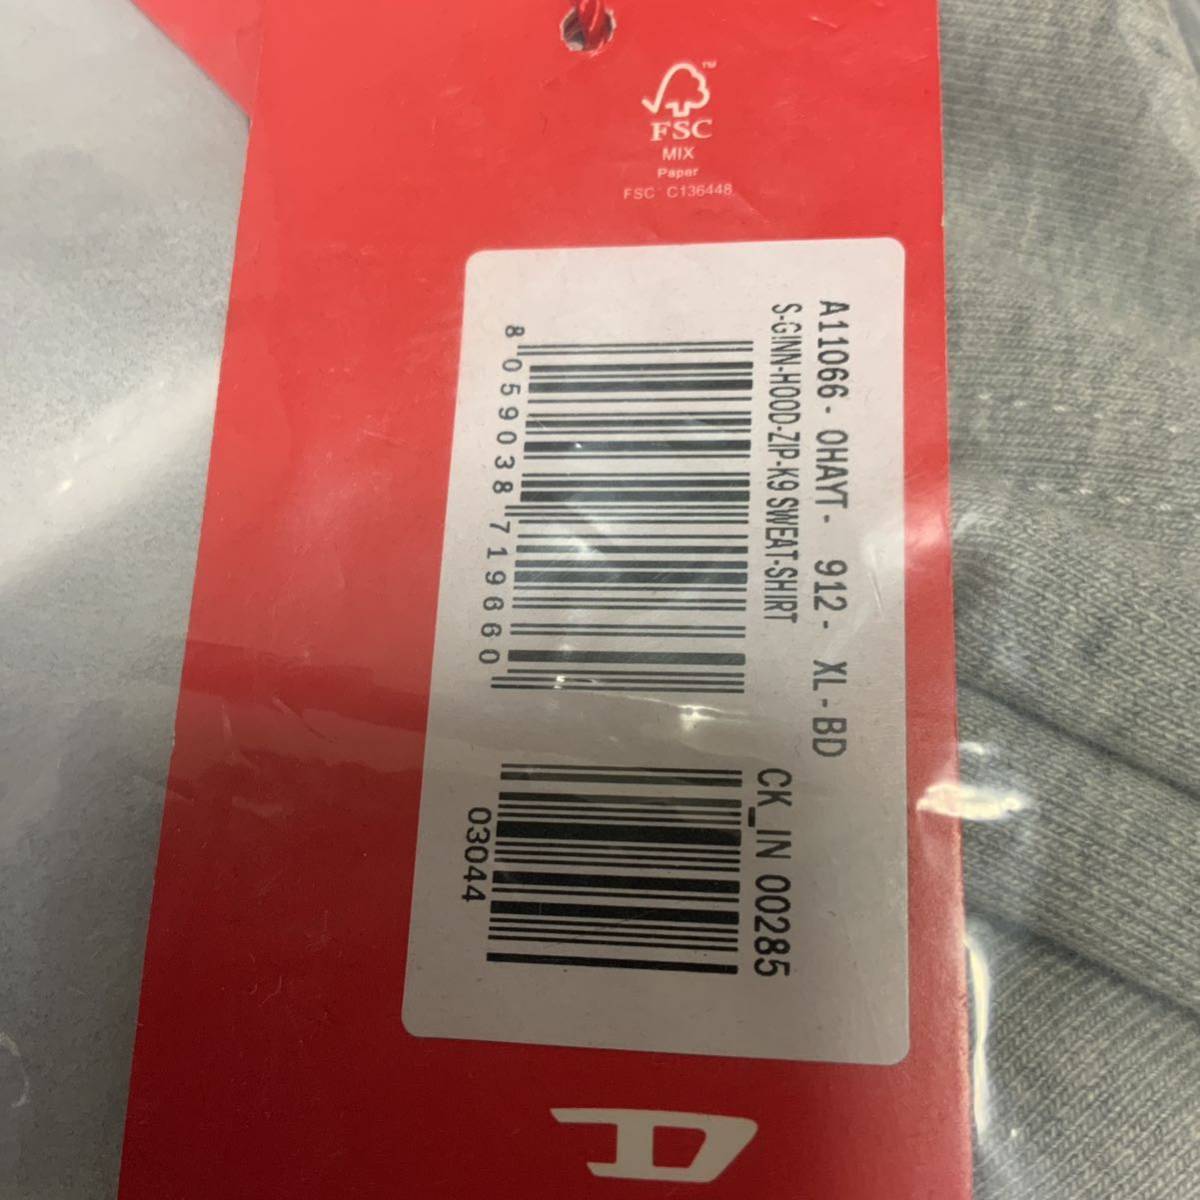 ™
FSC
MIX
Paper
FSC C136448
A11066 - 0HAYT - 912 - XL - BD
S-GINN-HOOD-ZIP-K9 SWEAT-SHIRT
8 059038 719660
CK_IN 00285
03044
D